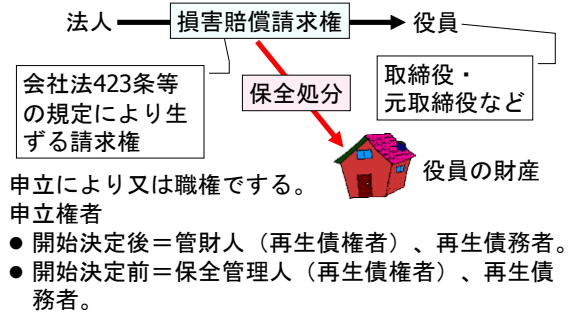 法人 損害賠償請求権 役員
会社法423条等
の規定により生
ずる請求権
保全処分
取締役・
元取締役など
役員の財産
申立により又は職権でする。
申立権者
● 開始決定後＝管財人（再生債権者）、再生債務者。
● 開始決定前＝保全管理人（再生債権者）、再生債
務者。